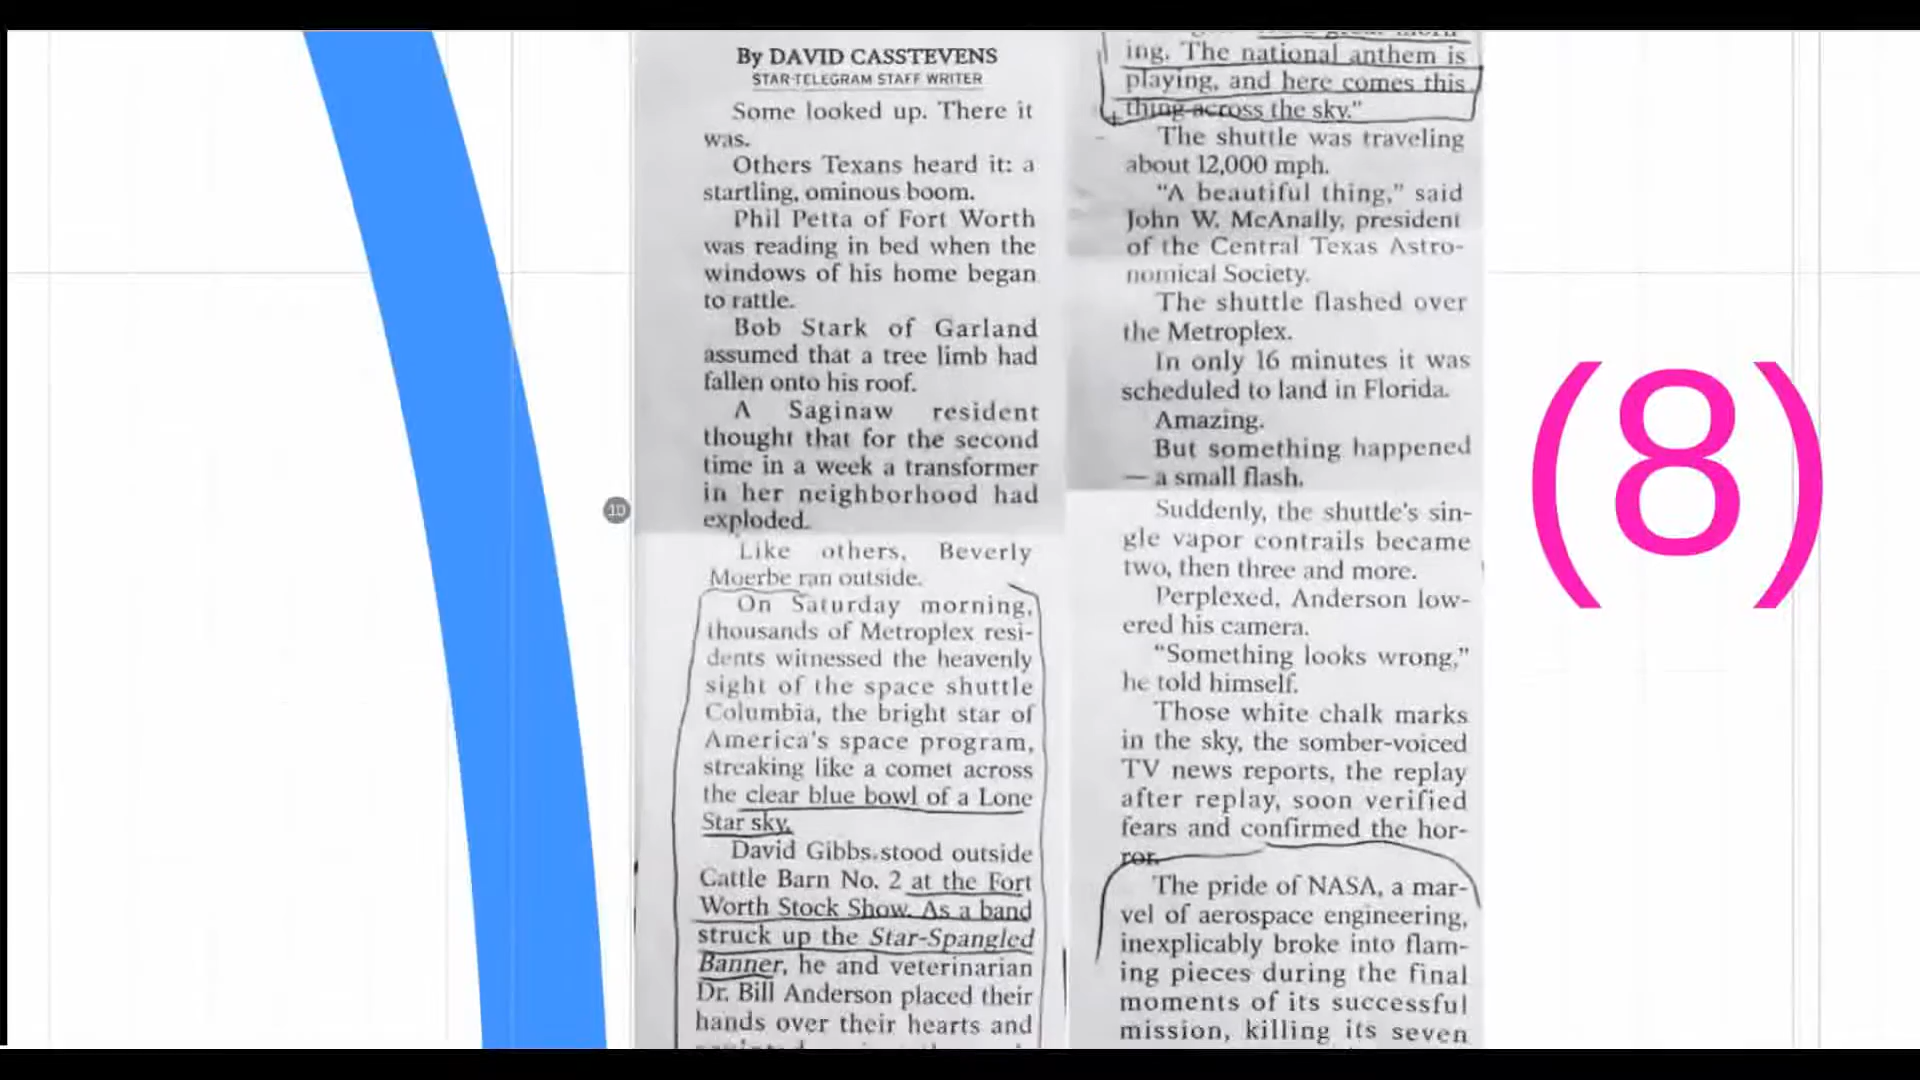 By DAVID CASSTEVENS
STAR-TELEGRAM STAFF WRITER
Some looked up. There it
was.
Others Texans heard it: a
startling, ominous boom.
Phil Petta of Fort Worth
was reading in bed when the
windows of his home began
to rattle.
Bob Stark of Garland
assumed that a tree limb had
fallen onto his roof.
A Saginaw resident
thought that for the second
time in a week a transformer
in her neighborhood had
exploded.
Like others, Beverly
Moerbe ran outside.
On Saturday morning,
thousands of Metroplex resi-
dents witnessed the heavenly
sight of the space shuttle
Columbia, the bright star of
America's space program,
streaking like a comet across
the clear blue bowl of a Lone
Star sky.
David Gibbs stood outside
Cattle Barn No. 2 at the Fort
Worth Stock Show. As a band
struck up the Star-Spangled
Banner, he and veterinarian
Dr. Bill Anderson placed their
hands over their hearts and
ing. The national anthem is
playing, and here comes this
thing across the sky."
The shuttle was traveling
about 12,000 mph.
"A beautiful thing," said
John W. McAnally, president
of the Central Texas Astro-
nomical Society.
The shuttle flashed over
the Metroplex.
In only 16 minutes it was
scheduled to land in Florida.
Amazing.
But something happened
— a small flash.
Suddenly, the shuttle's sin-
gle vapor contrails became
two, then three and more.
Perplexed, Anderson low-
ered his camera.
"Something looks wrong,"
he told himself.
Those white chalk marks
in the sky, the somber-voiced
TV news reports, the replay
after replay, soon verified
fears and confirmed the hor-
ror.
The pride of NASA, a mar-
vel of aerospace engineering,
inexplicably broke into flam-
ing pieces during the final
moments of its successful
mission, killing its seven
10
(8)